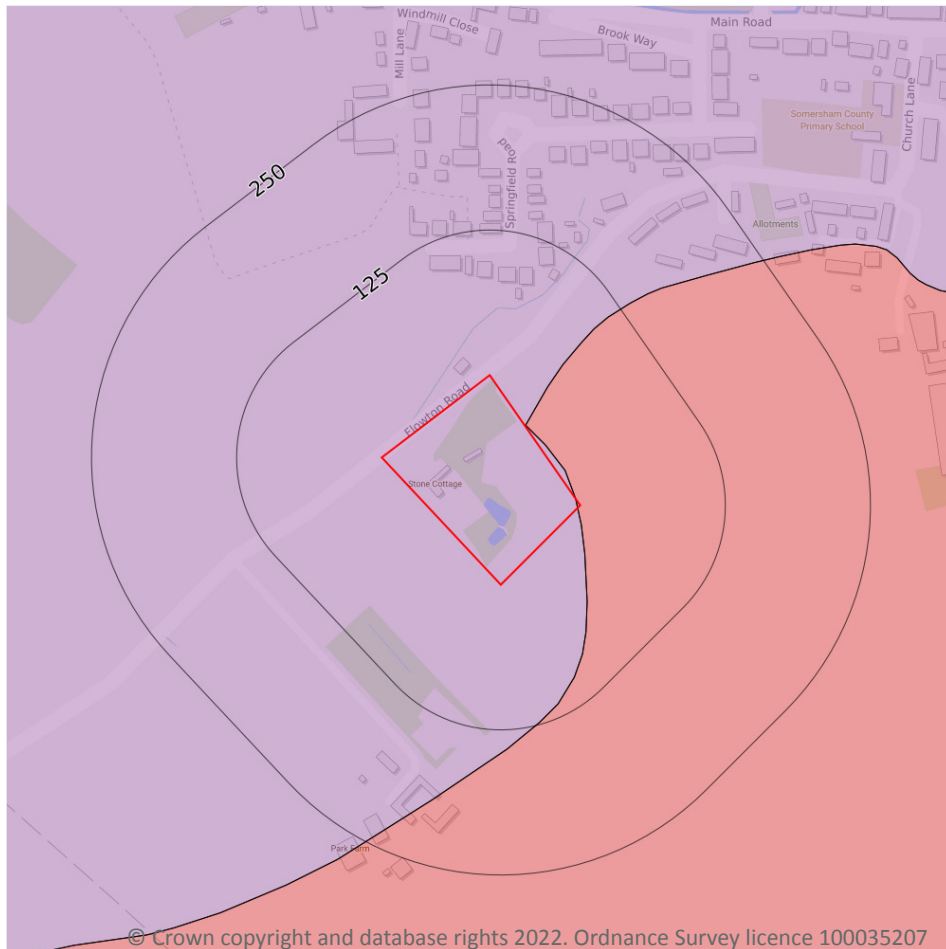 Windmill Close
Main Road
Brook Way
Mill Lane
Church Lane
Somersham County
Primary School
250
Springfield Road
Allotments
125
Flowton Road
Stone Cottage
Park Farm
© Crown copyright and database rights 2022. Ordnance Survey licence 100035207